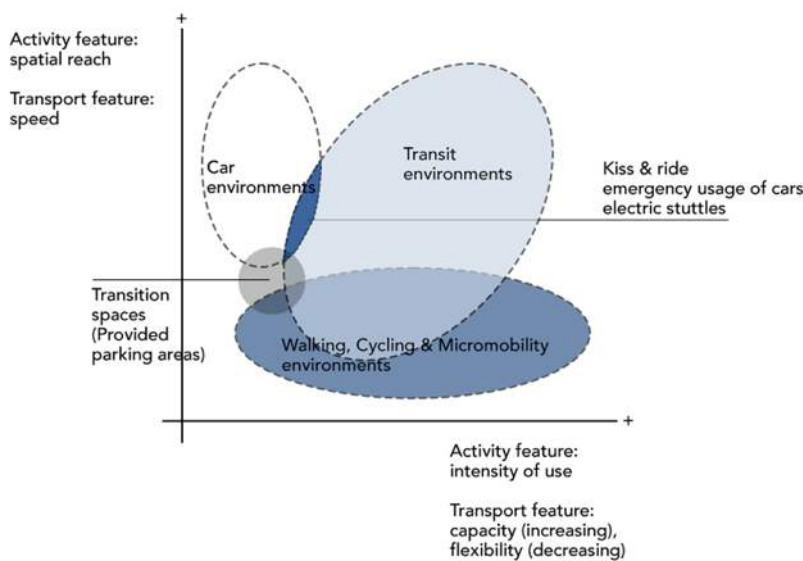 +
Activity feature:
spatial reach
Transport feature:
speed
Car
environments
Transit
environments
Kiss & ride
emergency usage of cars
electric stuttles
Transition
spaces
(Provided
parking areas)
Walking, Cycling & Micromobility
environments
+
Activity feature:
intensity of use
Transport feature:
capacity (increasing),
flexibility (decreasing)